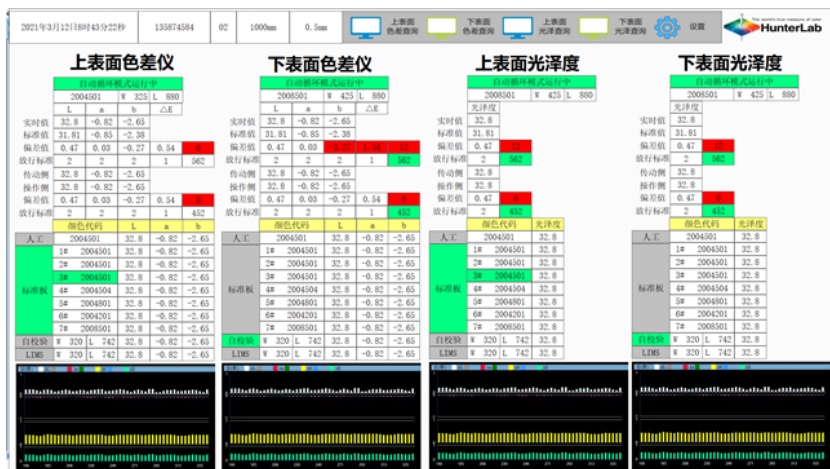 2021年3月12日8时43分22秒 135874584 02 1000mm 0.5mm 上表面色差查询 下表面色差查询 上表面光泽查询 下表面光泽查询 设置 The world's true measure of color HunterLab
上表面色差仪
自动循环模式运行中
2004501 W 325 L 880
L a b △E
实时值 32.8 -0.82 -2.65
标准值 31.81 -0.85 -2.38
偏差值 0.47 0.03 -0.27 0.54 0
放行标准 2 2 2 1 562
传动侧 32.8 -0.82 -2.65
操作侧 32.8 -0.82 -2.65
偏差值 0.47 0.03 -0.27 0.54 0
放行标准 2 2 2 1 452
颜色代码 L a b
人工 2004501 32.8 -0.82 -2.65
标准板
1# 2004501 32.8 -0.82 -2.65
2# 2004501 32.8 -0.82 -2.65
3# 2004501 32.8 -0.82 -2.65
4# 2004504 32.8 -0.82 -2.65
5# 2004801 32.8 -0.82 -2.65
6# 2004201 32.8 -0.82 -2.65
7# 2008501 32.8 -0.82 -2.65
自校验 W 320 L 742 32.8 -0.82 -2.65
LIMS W 320 L 742 32.8 -0.82 -2.65
下表面色差仪
自动循环模式运行中
2008501 W 425 L 880
L a b △E
实时值 32.8 -0.82 -2.65
标准值 31.81 -0.85 -2.38
偏差值 0.47 0.03 12
放行标准 2 2 2 1 562
传动侧 32.8 -0.82 -2.65
操作侧 32.8 -0.82 -2.65
偏差值 0.47 0.03 -0.27 0.54 0
放行标准 2 2 2 1 452
颜色代码 L a b
人工 2004501 32.8 -0.82 -2.65
标准板
1# 2004501 32.8 -0.82 -2.65
2# 2004501 32.8 -0.82 -2.65
3# 2004501 32.8 -0.82 -2.65
4# 2004504 32.8 -0.82 -2.65
5# 2004801 32.8 -0.82 -2.65
6# 2004201 32.8 -0.82 -2.65
7# 2008501 32.8 -0.82 -2.65
自校验 W 320 L 742 32.8 -0.82 -2.65
LIMS W 320 L 742 32.8 -0.82 -2.65
上表面光泽度
自动循环模式运行中
2008501 W 425 L 880
光泽度
实时值 32.8
标准值 31.81
偏差值 0.47 12
放行标准 2 562
传动侧 32.8
操作侧 32.8
偏差值 0.47 0
放行标准 2 452
颜色代码 光泽度
人工 2004501 32.8
标准板
1# 2004501 32.8
2# 2004501 32.8
3# 2004501 32.8
4# 2004504 32.8
5# 2004801 32.8
6# 2004201 32.8
7# 2008501 32.8
自校验 W 320 L 742 32.8
LIMS W 320 L 742 32.8
下表面光泽度
自动循环模式运行中
2008501 W 425 L 880
光泽度
实时值 32.8
标准值 31.81
偏差值 0.47 12
放行标准 2 562
传动侧 32.8
操作侧 32.8
偏差值 0.47 0
放行标准 2 452
颜色代码 光泽度
人工 2004501 32.8
标准板
1# 2004501 32.8
2# 2004501 32.8
3# 2004501 32.8
4# 2004504 32.8
5# 2004801 32.8
6# 2004201 32.8
7# 2008501 32.8
自校验 W 320 L 742 32.8
LIMS W 320 L 742 32.8